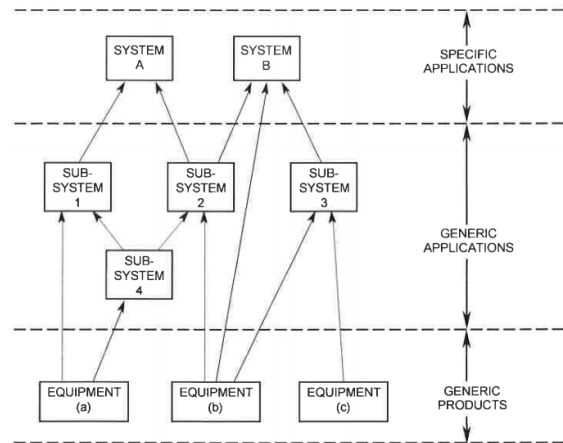 SYSTEM
A
SYSTEM
B
SPECIFIC
APPLICATIONS
SUB-
SYSTEM
1
SUB-
SYSTEM
2
SUB-
SYSTEM
3
GENERIC
APPLICATIONS
SUB-
SYSTEM
4
EQUIPMENT
(a)
EQUIPMENT
(b)
EQUIPMENT
(c)
GENERIC
PRODUCTS